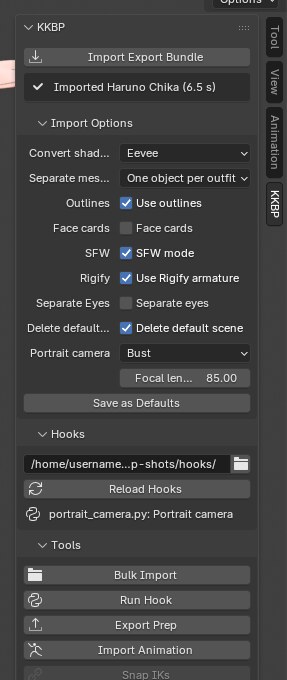 Options
KKBP
Import Export Bundle
Imported Haruno Chika (6.5 s)
Import Options
Convert shad... Eevee
Separate mes... One object per outfit
Outlines Use outlines
Face cards Face cards
SFW SFW mode
Rigify Use Rigify armature
Separate Eyes Separate eyes
Delete default... Delete default scene
Portrait camera Bust
Focal len... 85.00
Save as Defaults
Hooks
/home/username...p-shots/hooks/
Reload Hooks
portrait_camera.py: Portrait camera
Tools
Bulk Import
Run Hook
Export Prep
Import Animation
Snap IKs
Tool
View
Animation
KKBP